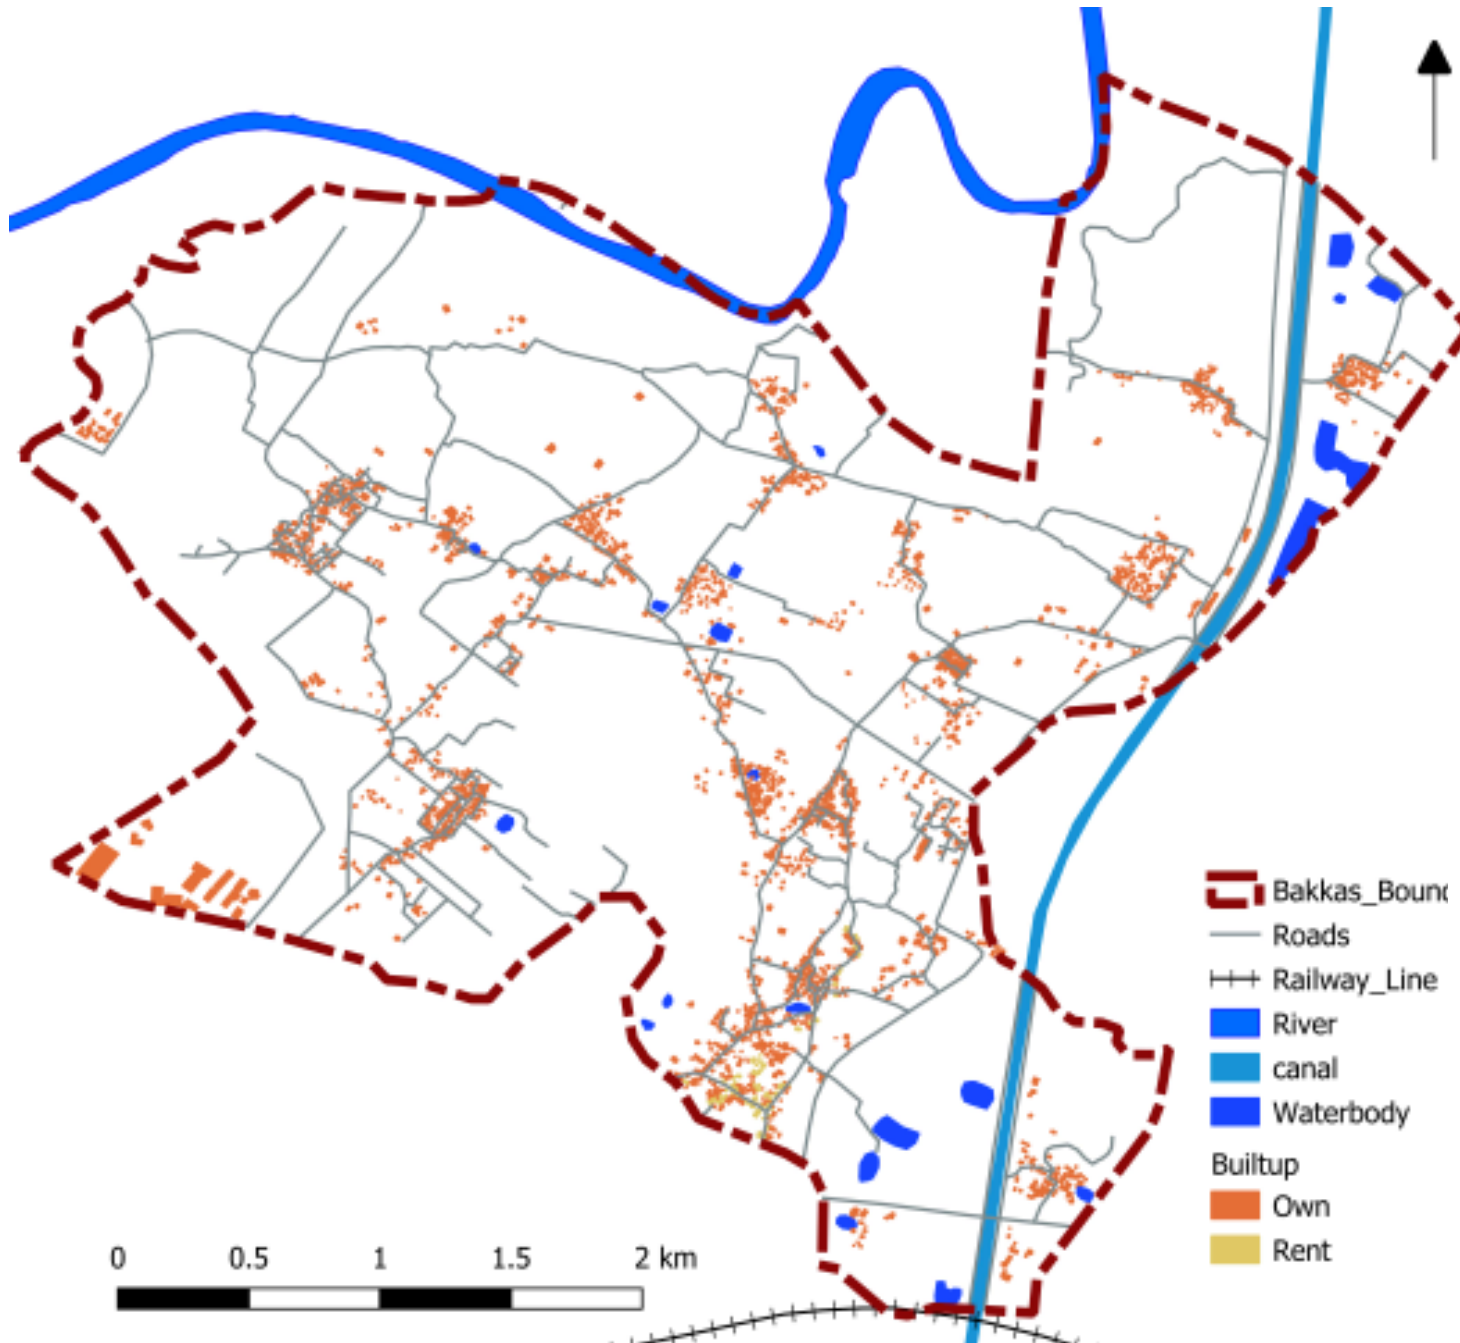 Bakkas_Bound
Roads
Railway_Line
River
canal
Waterbody
Builtup
Own
Rent
0 0.5 1 1.5 2 km